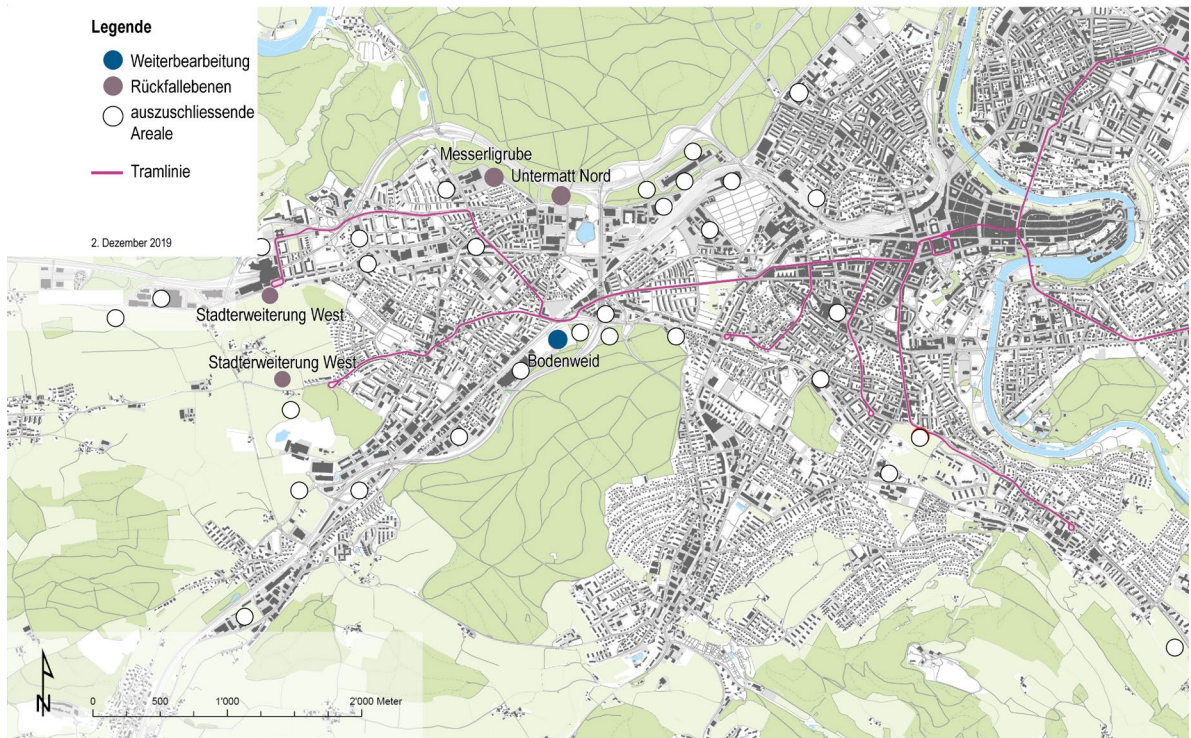 Legende
Weiterbearbeitung
Rückfallebenen
auszuschliessende
Areale
Tramlinie
2. Dezember 2019
Messerligrube
Untermatt Nord
Stadterweiterung West
Stadterweiterung West
Bodenweid
N
0 500 1'000 2'000 Meter